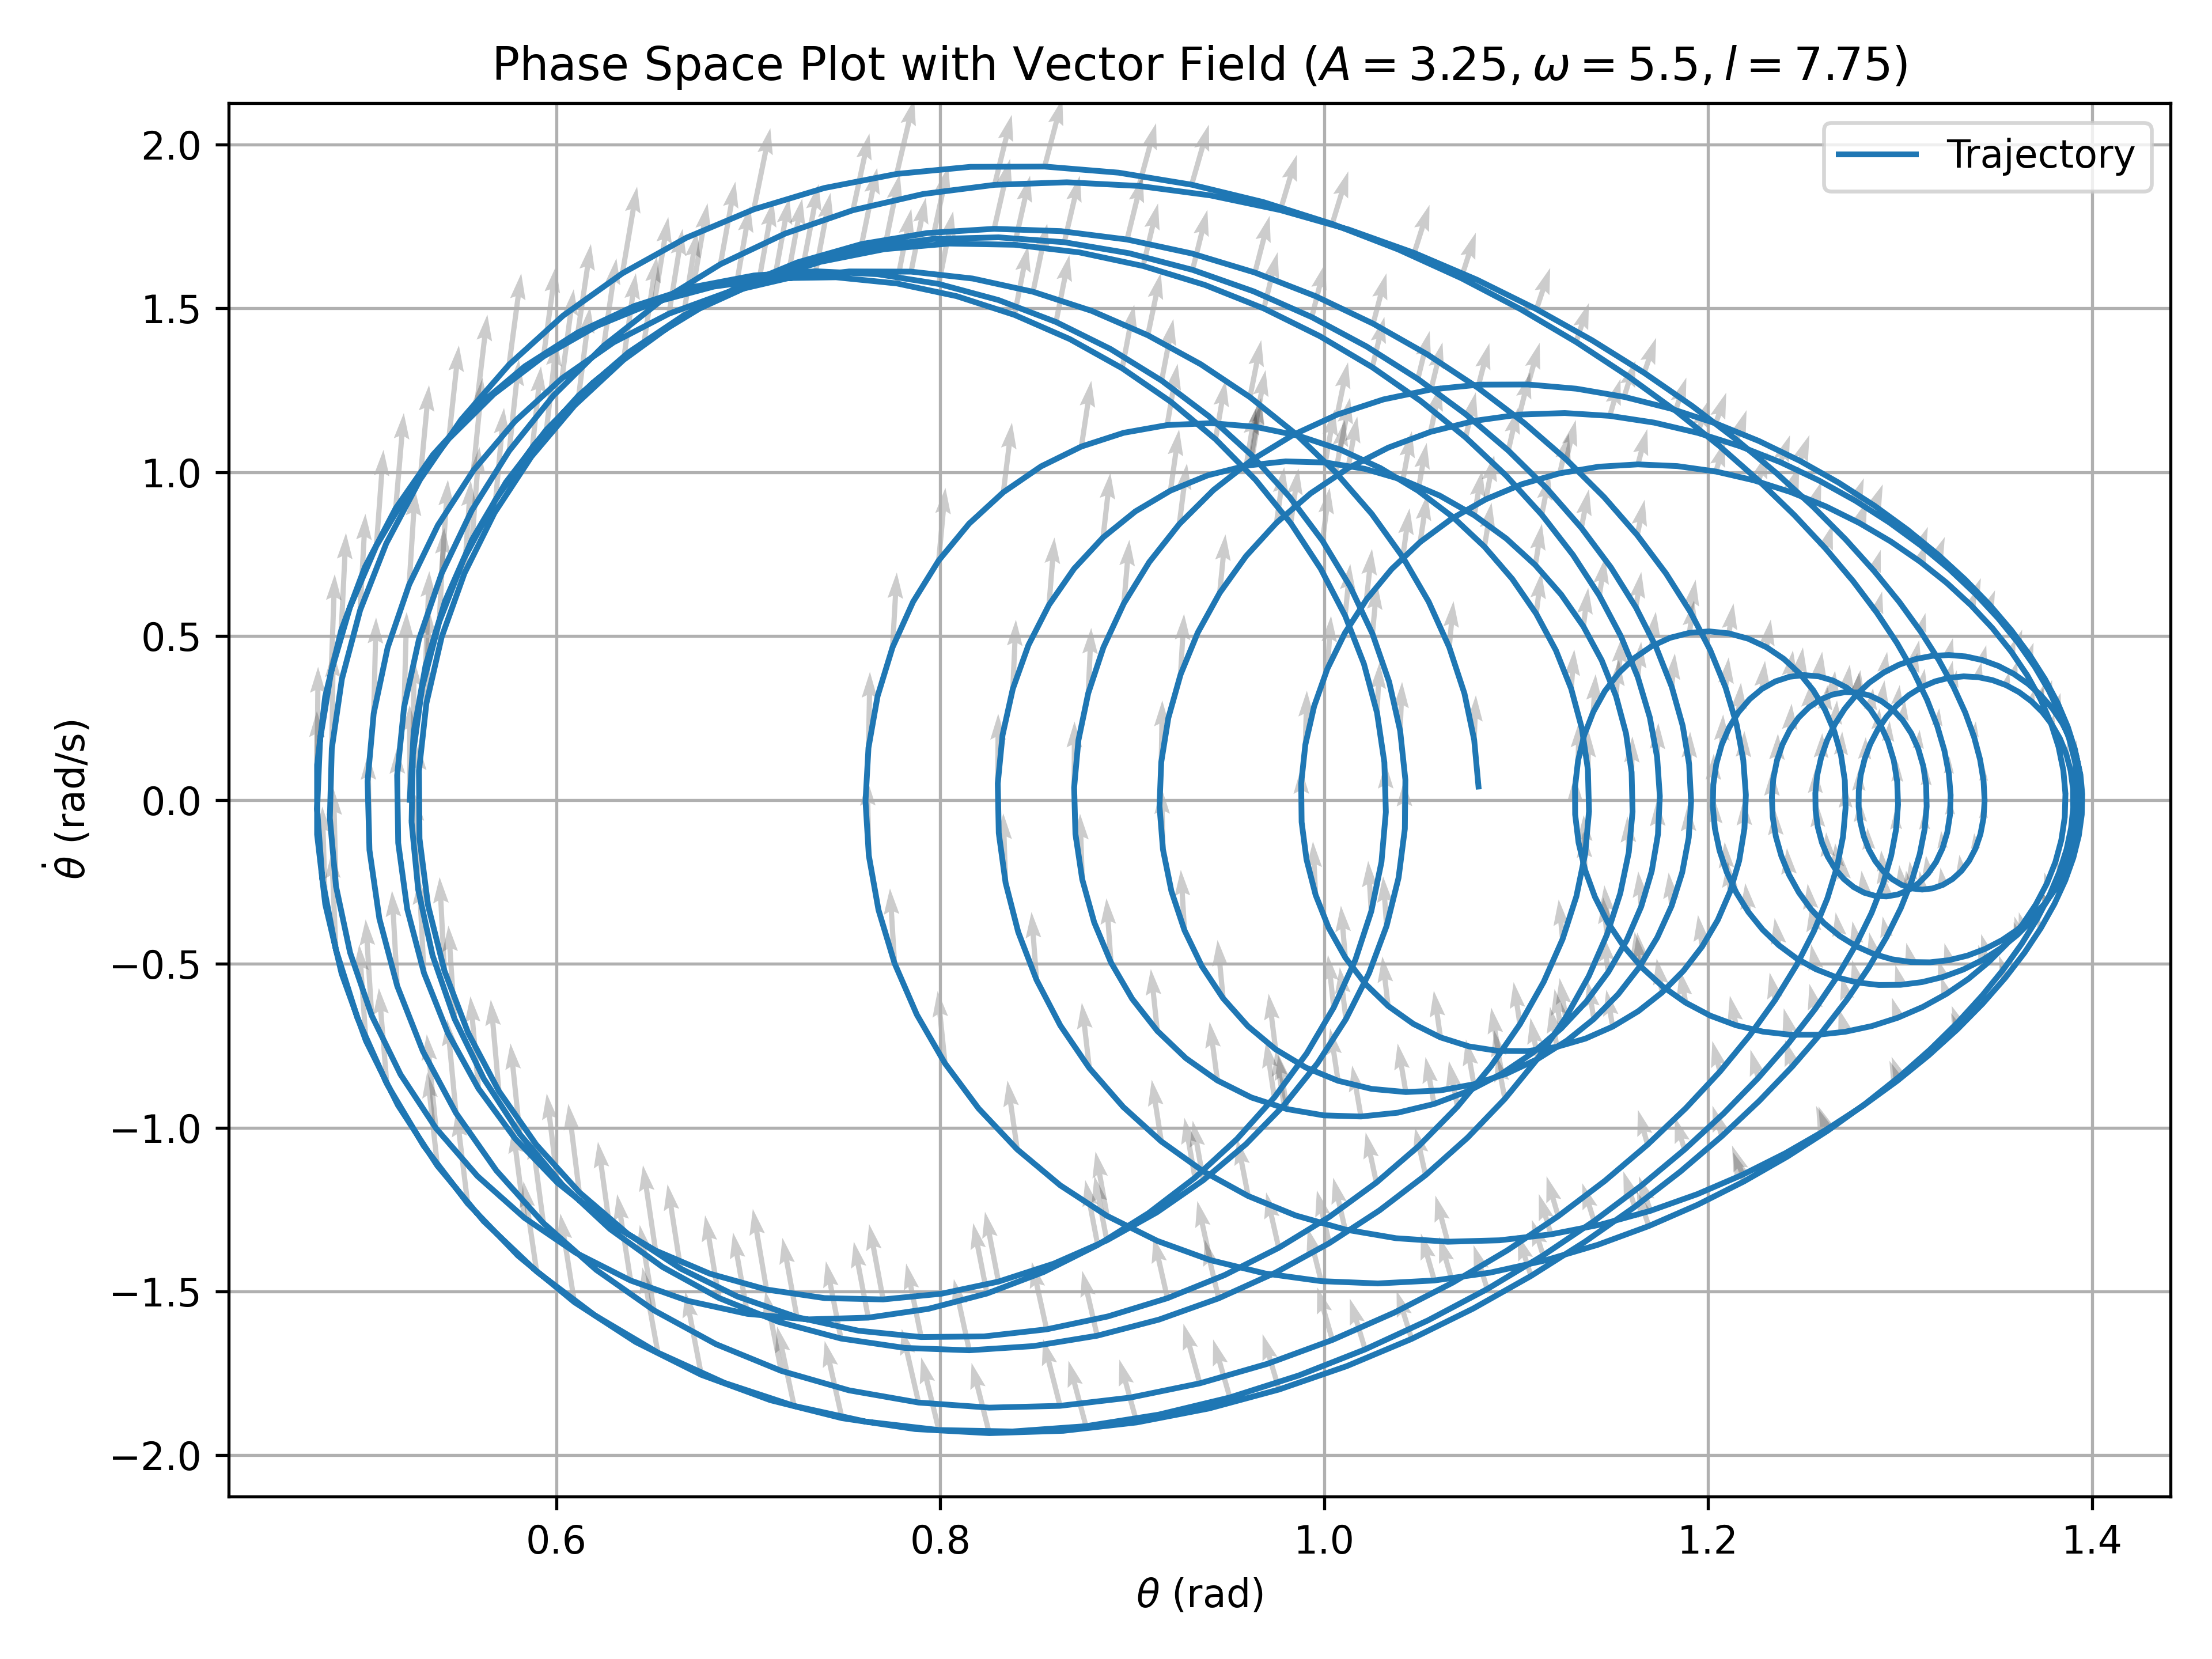 Phase Space Plot with Vector Field (A = 3.25, ω = 5.5, l = 7.75)
Trajectory
2.0
1.5
1.0
0.5
0.0
−0.5
−1.0
−1.5
−2.0
θ̇ (rad/s)
0.6 0.8 1.0 1.2 1.4
θ (rad)